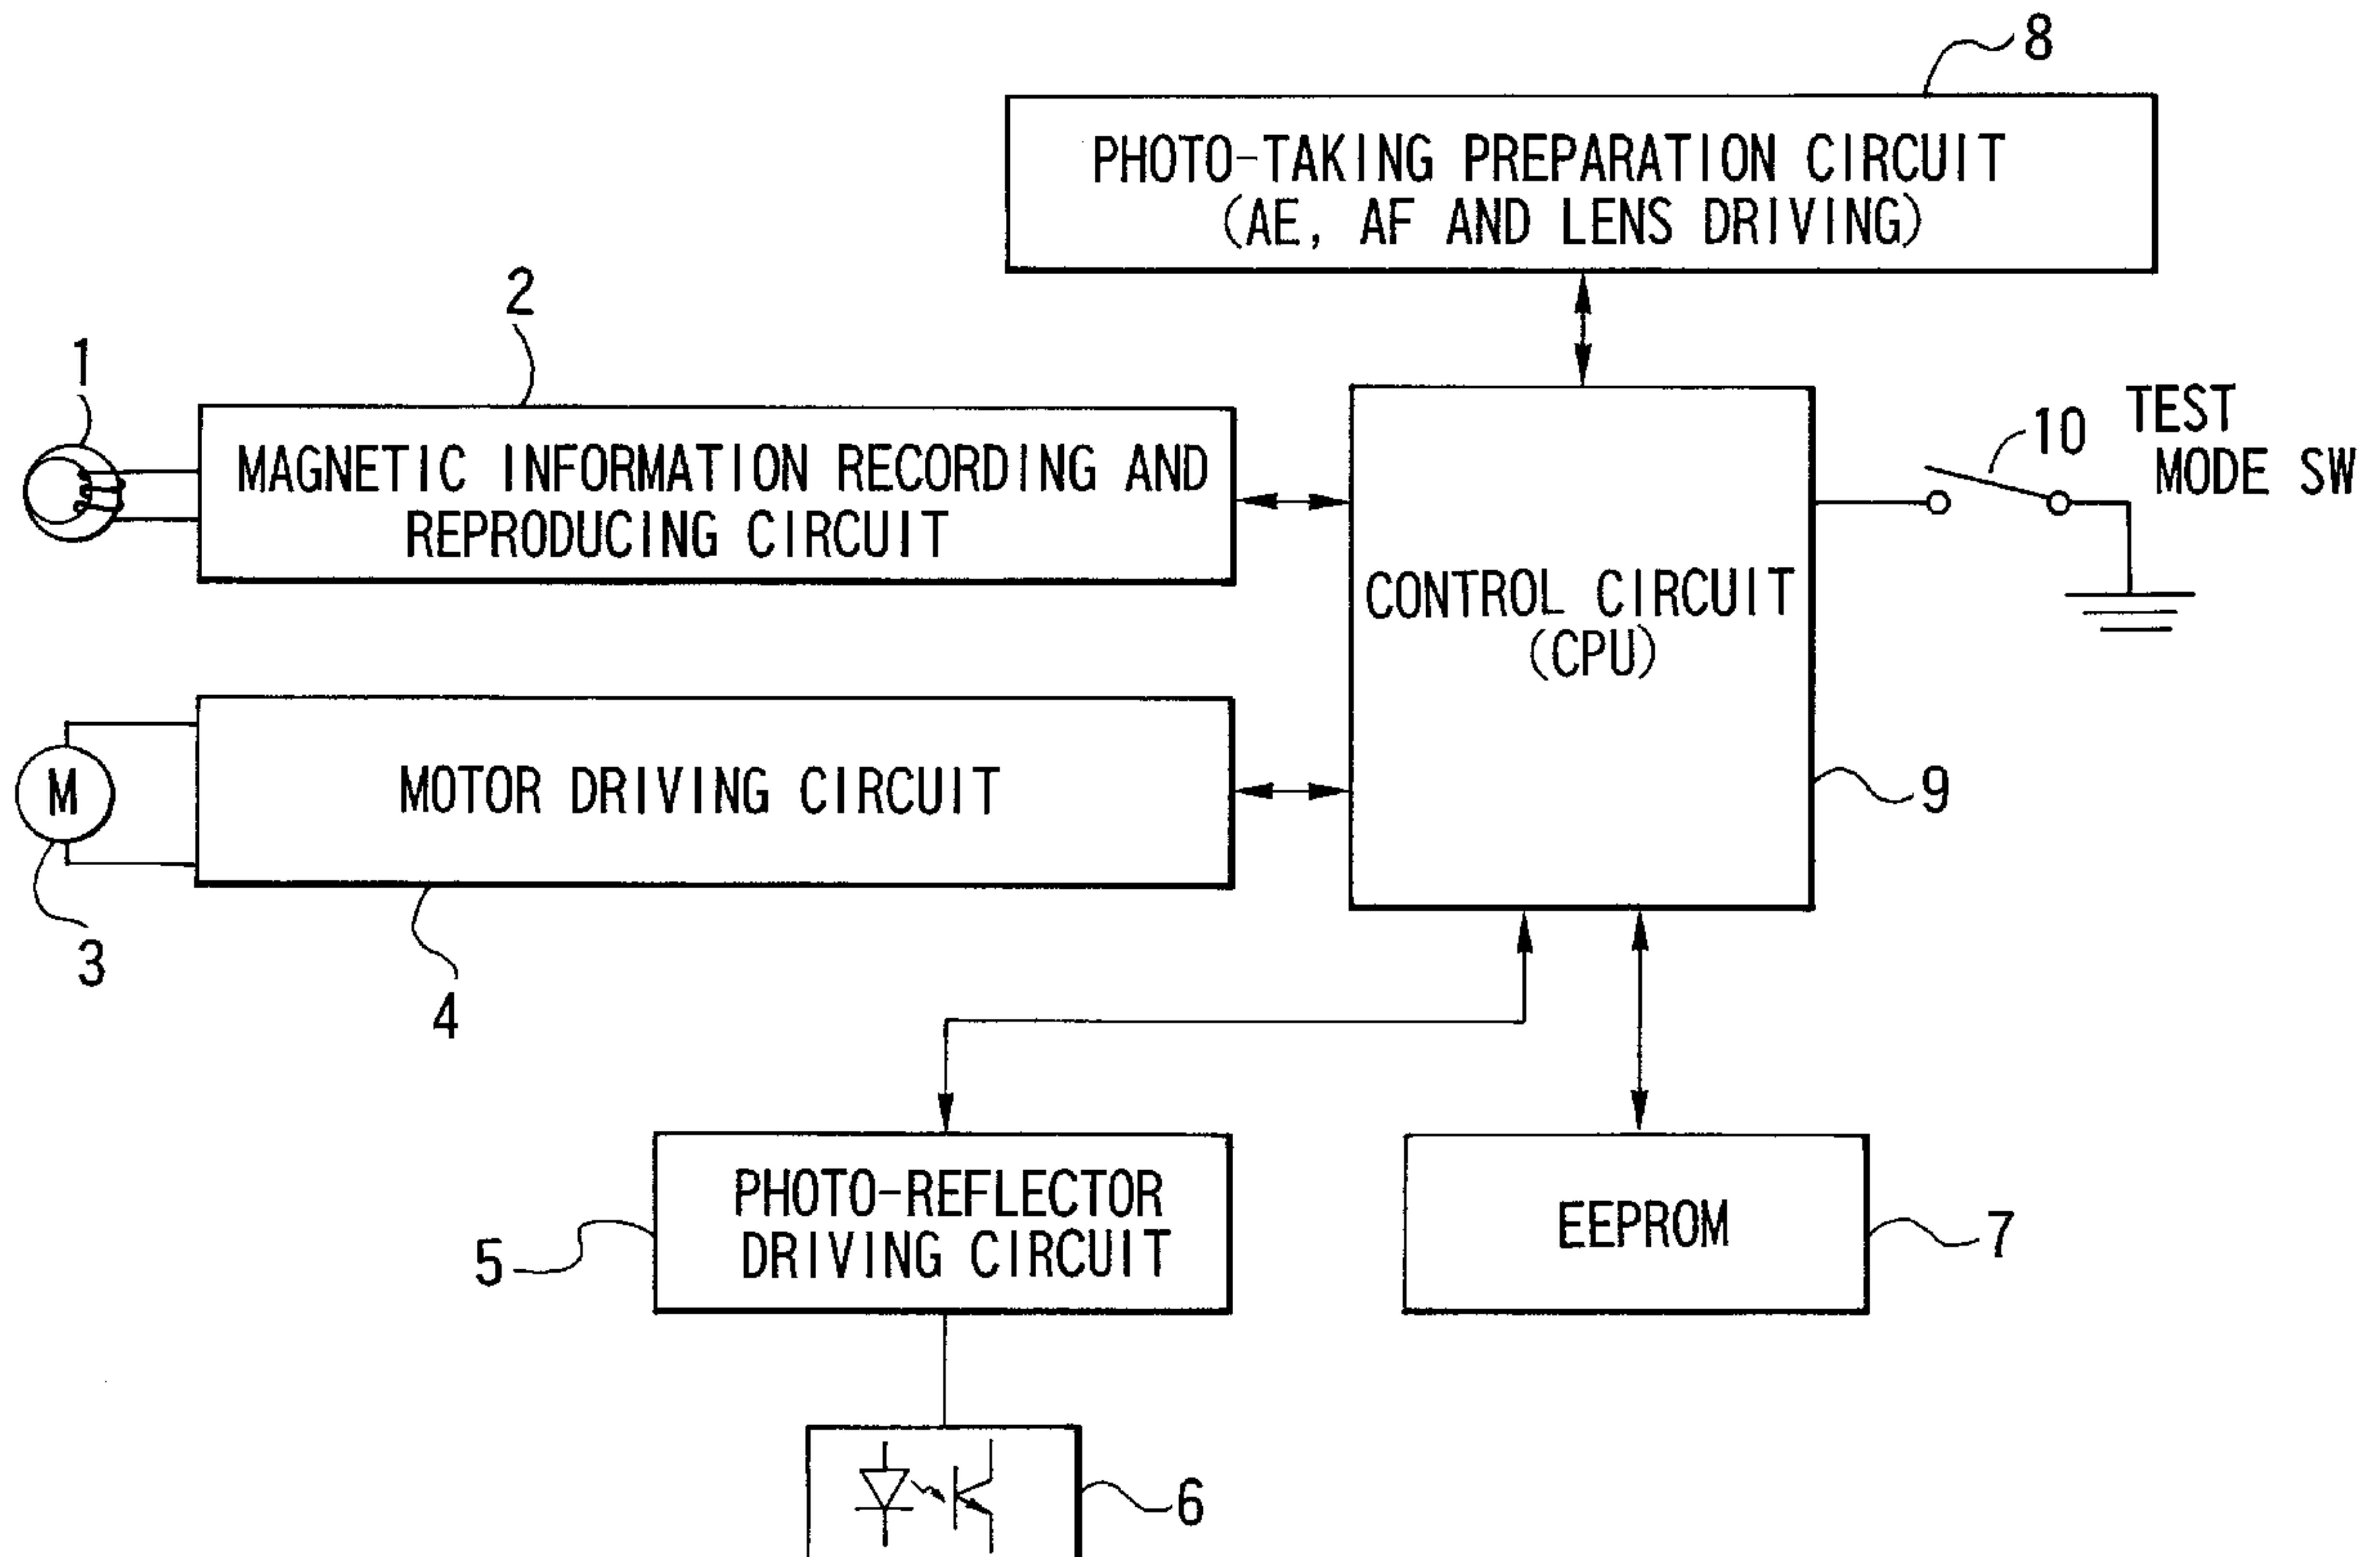 8
PHOTO-TAKING PREPARATION CIRCUIT
(AE, AF AND LENS DRIVING)
2
1
MAGNETIC INFORMATION RECORDING AND
REPRODUCING CIRCUIT
10
TEST
MODE SW
CONTROL CIRCUIT
(CPU)
M
MOTOR DRIVING CIRCUIT
9
3
4
PHOTO-REFLECTOR
DRIVING CIRCUIT
5
EEPROM
7
6